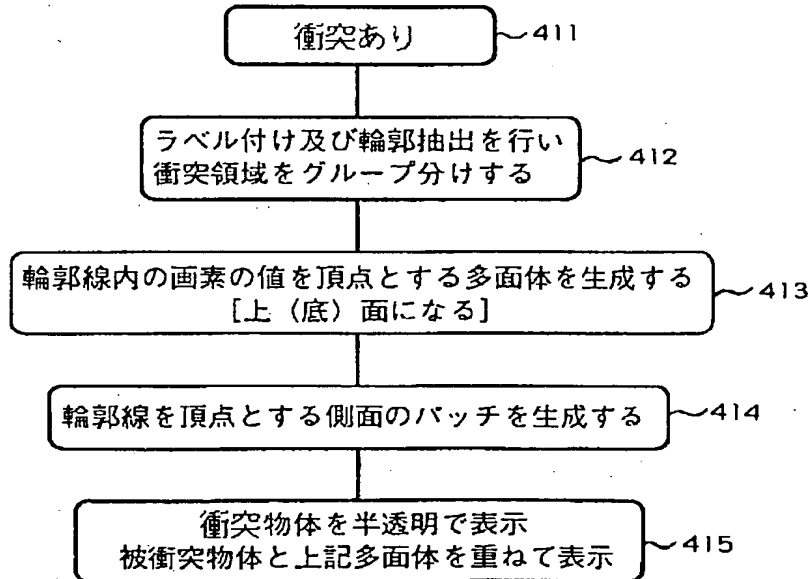 衝突あり 411
ラベル付け及び輪郭抽出を行い
衝突領域をグループ分けする 412
輪郭線内の画素の値を頂点とする多面体を生成する
[上（底）面になる] 413
輪郭線を頂点とする側面のパッチを生成する 414
衝突物体を半透明で表示
被衝突物体と上記多面体を重ねて表示 415